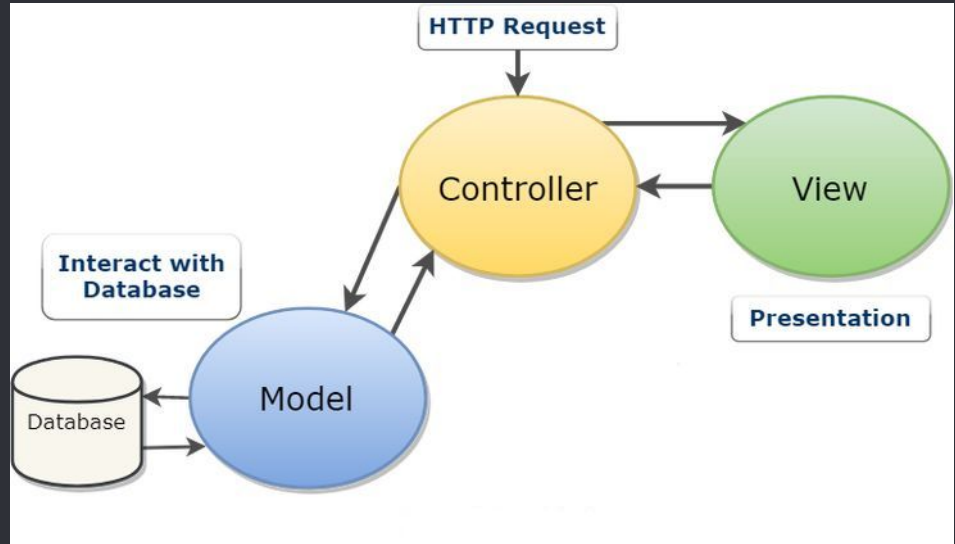 HTTP Request
Controller
View
Interact with
Database
Presentation
Model
Database